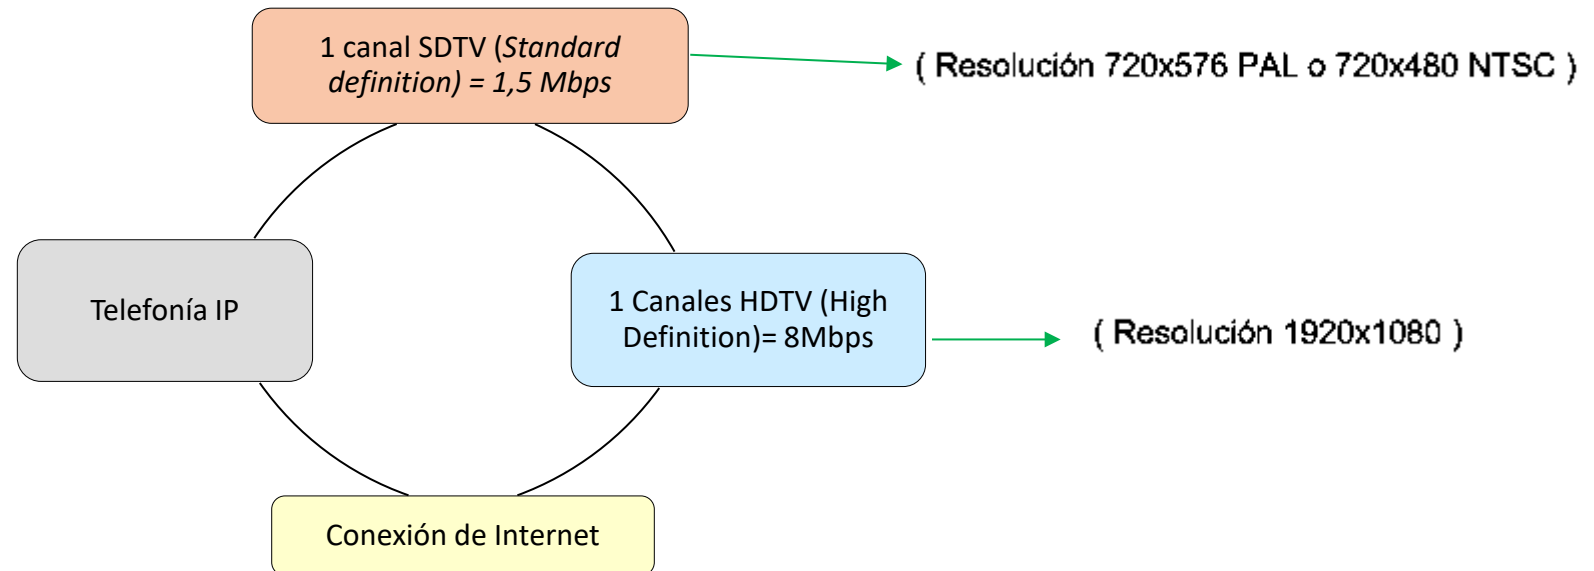 1 canal SDTV (Standard
definition) = 1,5 Mbps
( Resolución 720x576 PAL o 720x480 NTSC )
Telefonía IP
1 Canales HDTV (High
Definition)= 8Mbps
( Resolución 1920x1080 )
Conexión de Internet